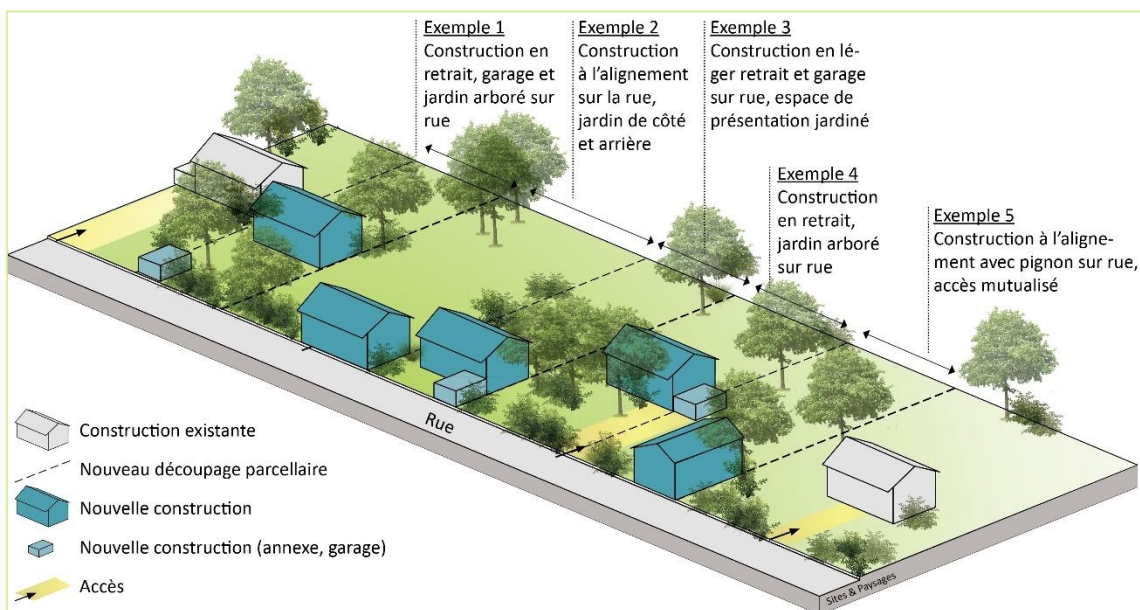 Exemple 1
Construction en
retrait, garage et
jardin arboré sur
rue
Exemple 2
Construction
à l'alignement
sur la rue,
jardin de côté
et arrière
Exemple 3
Construction en lé-
ger retrait et garage
sur rue, espace de
présentation jardiné
Exemple 4
Construction
en retrait,
jardin arboré
sur rue
Exemple 5
Construction à l'aligne-
ment avec pignon sur rue,
accès mutualisé
Rue
Construction existante
Nouveau découpage parcellaire
Nouvelle construction
Nouvelle construction (annexe, garage)
Accès
Sites & Paysages